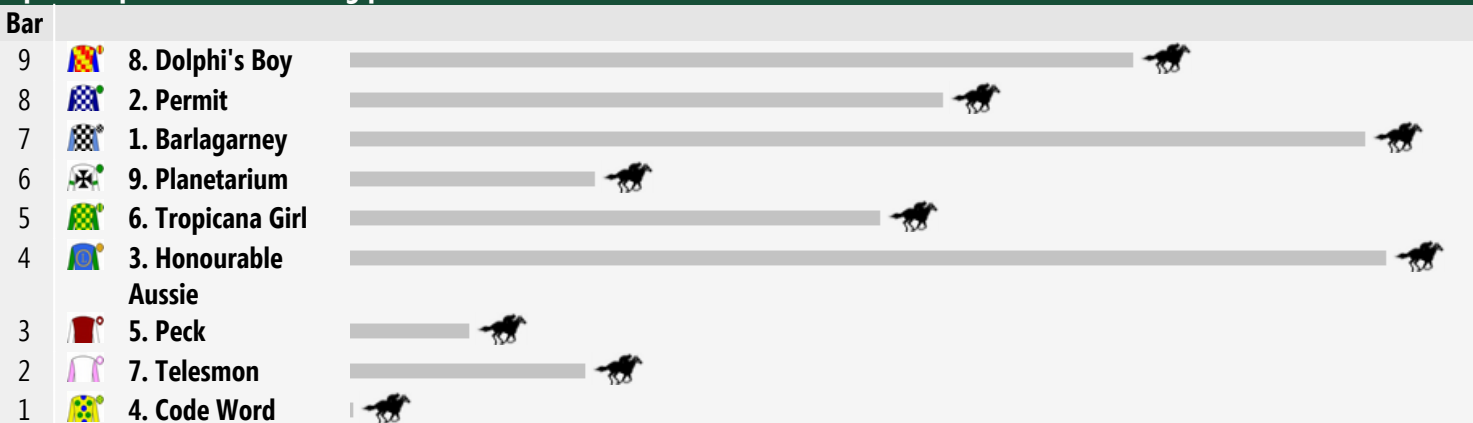 Bar
9 8. Dolphi's Boy
8 2. Permit
7 1. Barlagarney
6 9. Planetarium
5 6. Tropicana Girl
4 3. Honourable
Aussie
3 5. Peck
2 7. Telesmon
1 4. Code Word